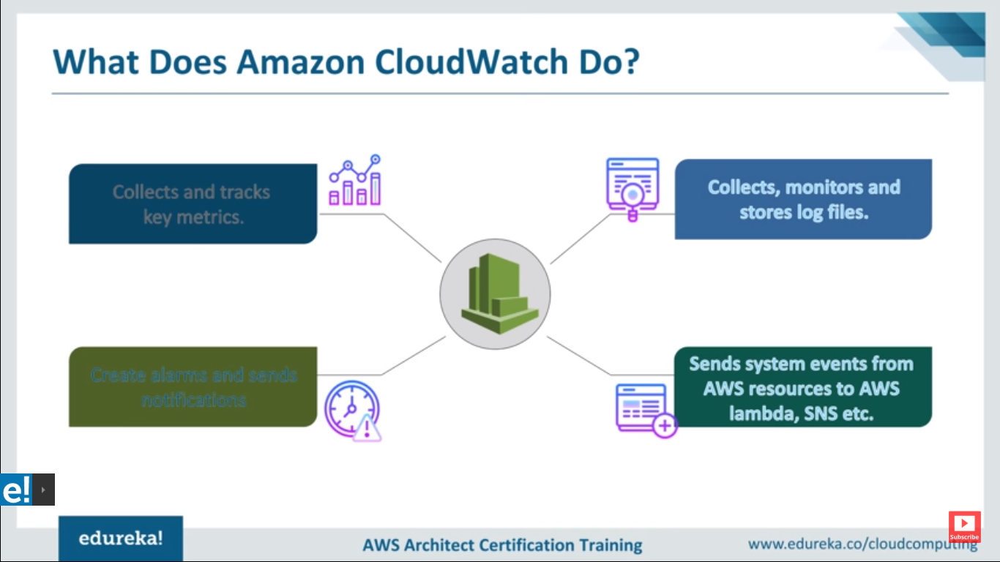 What Does Amazon CloudWatch Do?
Collects and tracks
key metrics.
Collects, monitors and
stores log files.
Create alarms and sends
notifications
Sends system events from
AWS resources to AWS
lambda, SNS etc.
e!
edureka!
AWS Architect Certification Training
www.edureka.co/cloudcomputing
Subscribe